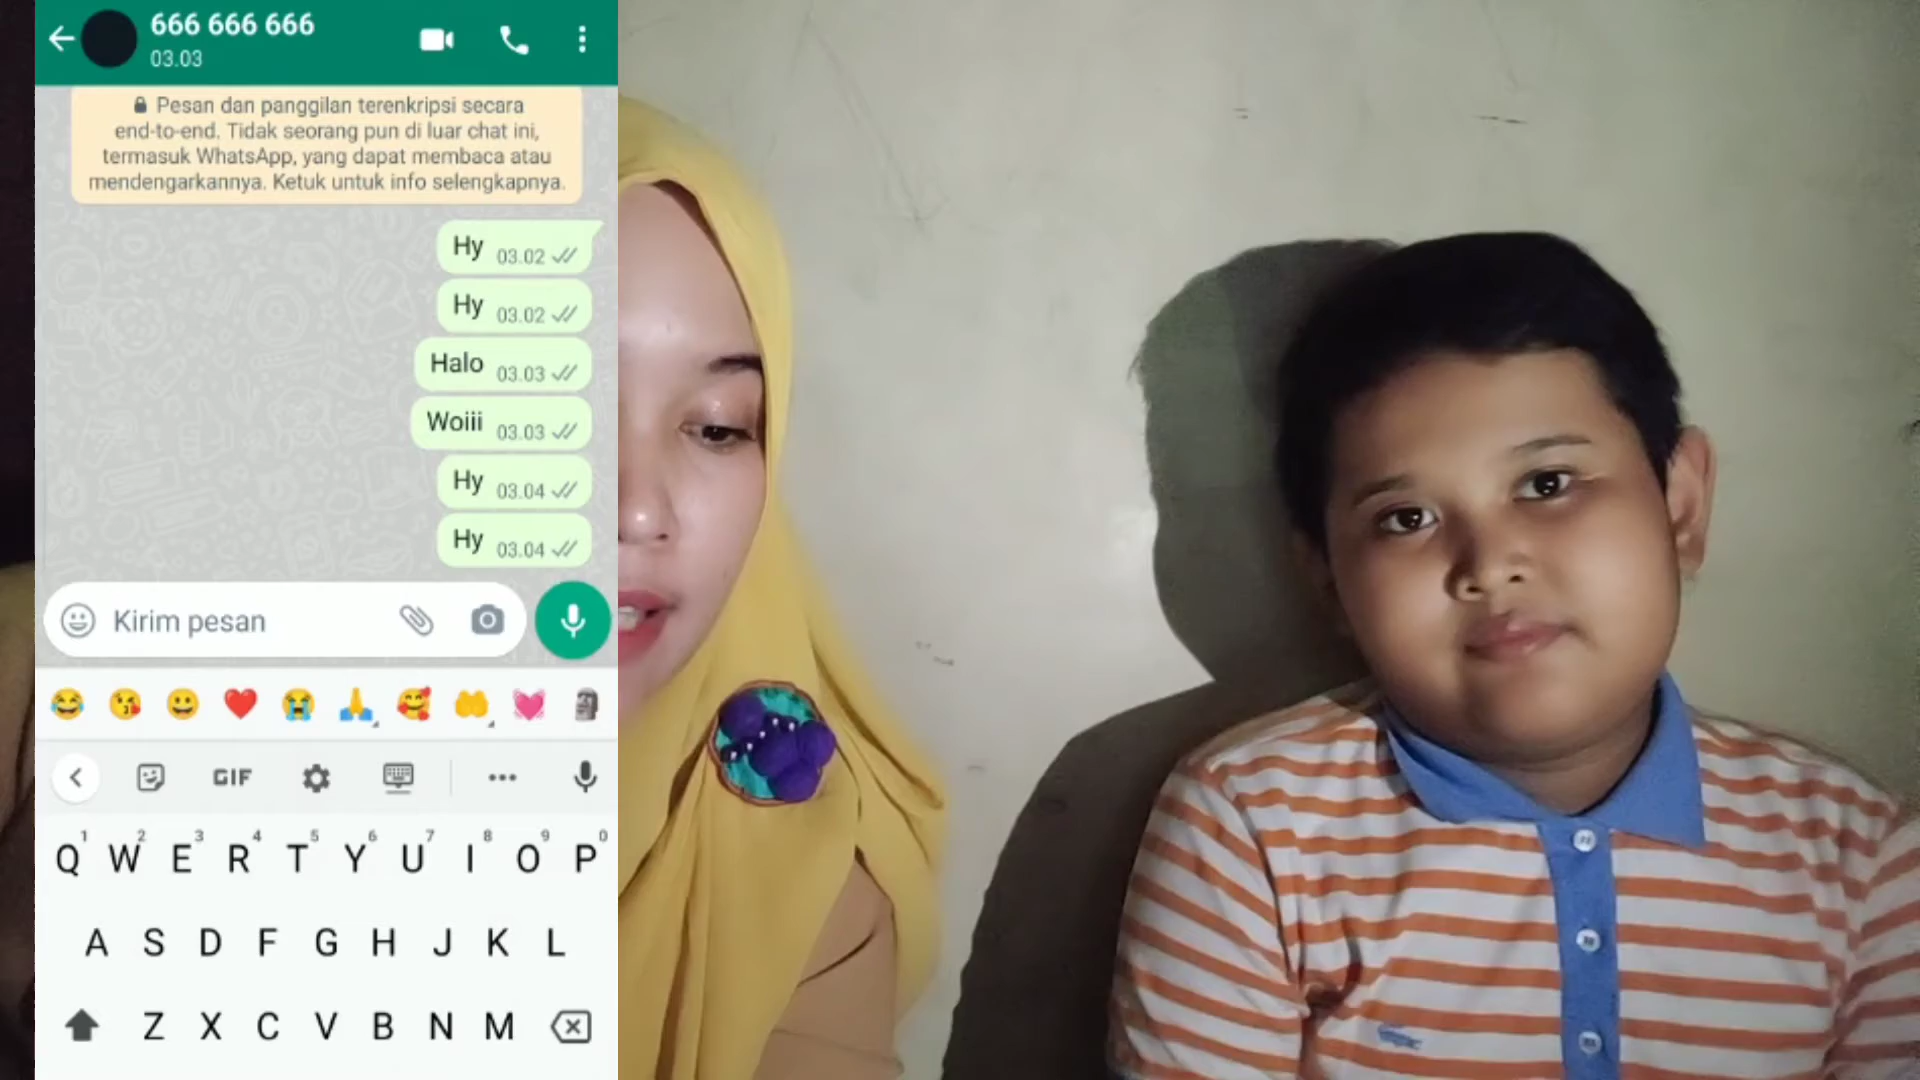 666 666 666
03.03
Pesan dan panggilan terenkripsi secara
end-to-end. Tidak seorang pun di luar chat ini,
termasuk WhatsApp, yang dapat membaca atau
mendengarkannya. Ketuk untuk info selengkapnya.
Hy 03.02
Hy 03.02
Halo 03.03
Woiii 03.03
Hy 03.04
Hy 03.04
Kirim pesan
GIF
1 2 3 4 5 6 7 8 9 0
Q W E R T Y U I O P
A S D F G H J K L
Z X C V B N M